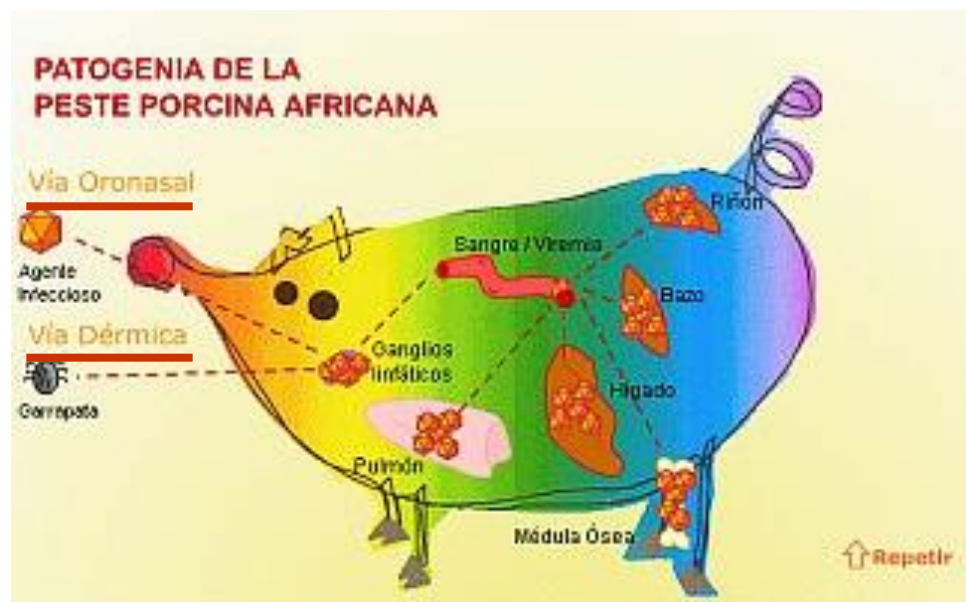 PATOGENIA DE LA
PESTE PORCINA AFRICANA
Vía Oronasal
Agente
Infeccioso
Vía Dérmica
Garrapata
Ganglios
linfáticos
Sangre / Viremia
Riñón
Bazo
Hígado
Pulmón
Médula Ósea
Repetir